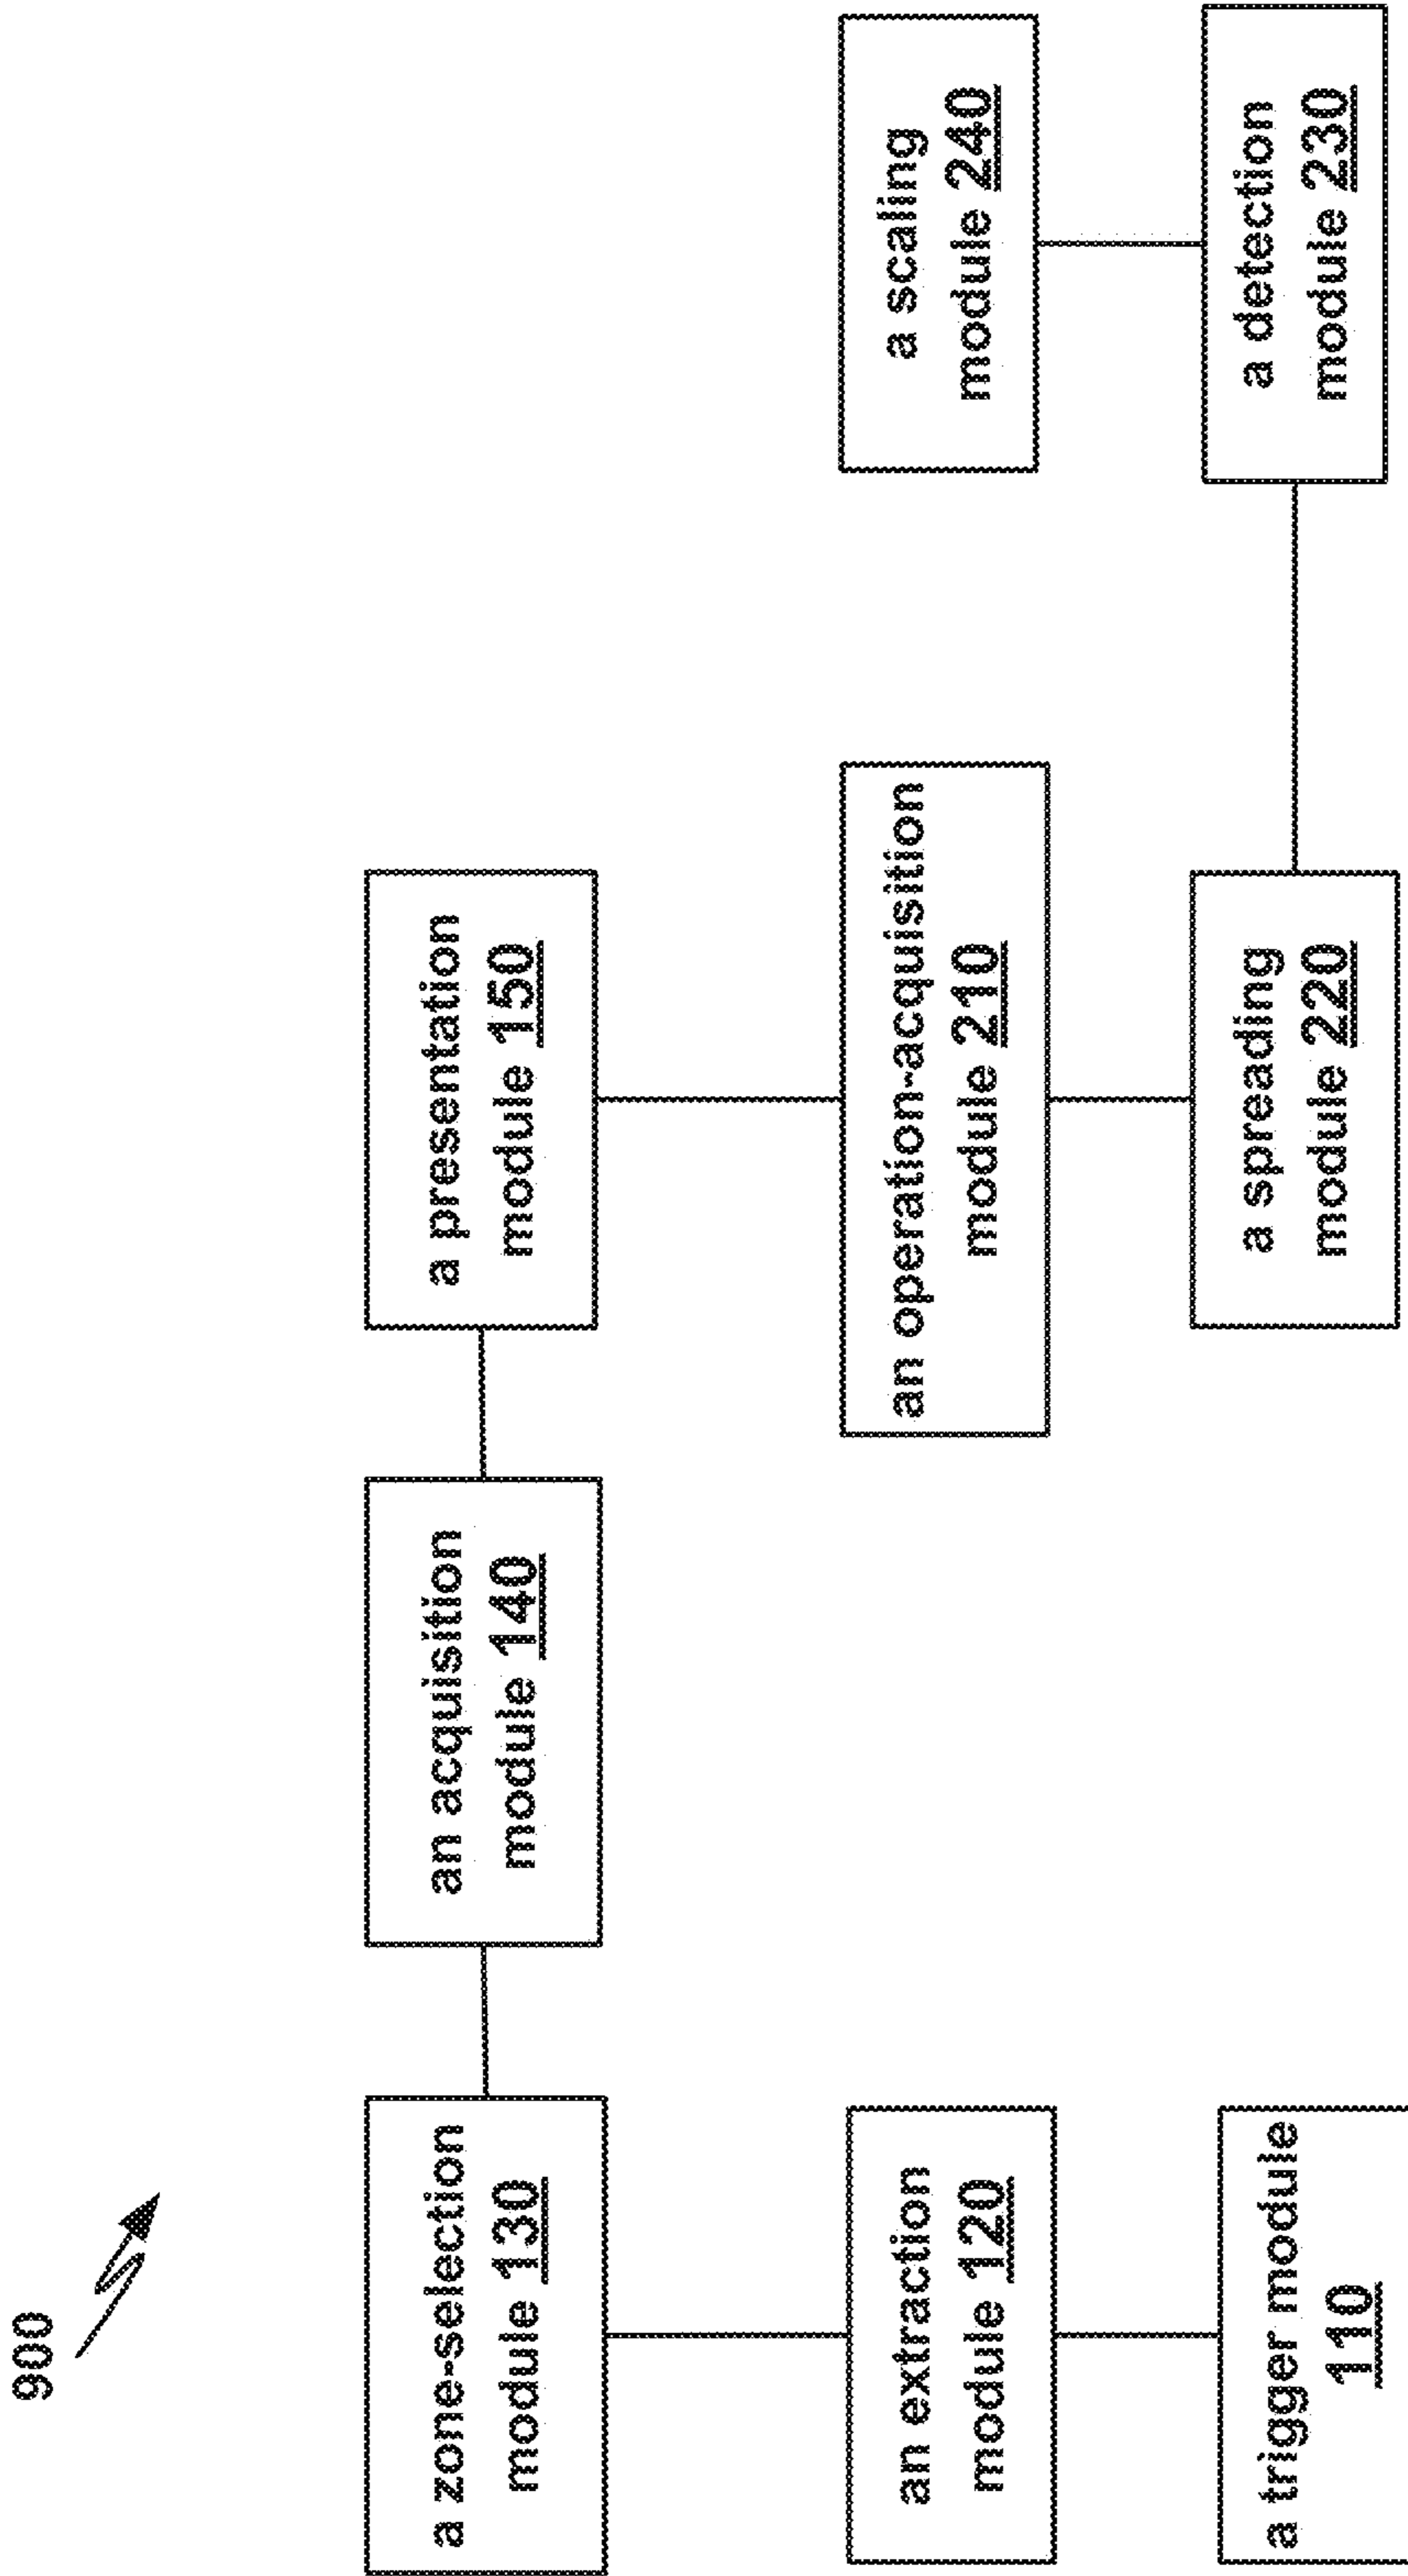 900
a zone-selection
module 130
an acquisition
module 140
a presentation
module 150
an extraction
module 120
an operation-acquisition
module 210
a scaling
module 240
a trigger module
110
a spreading
module 220
a detection
module 230